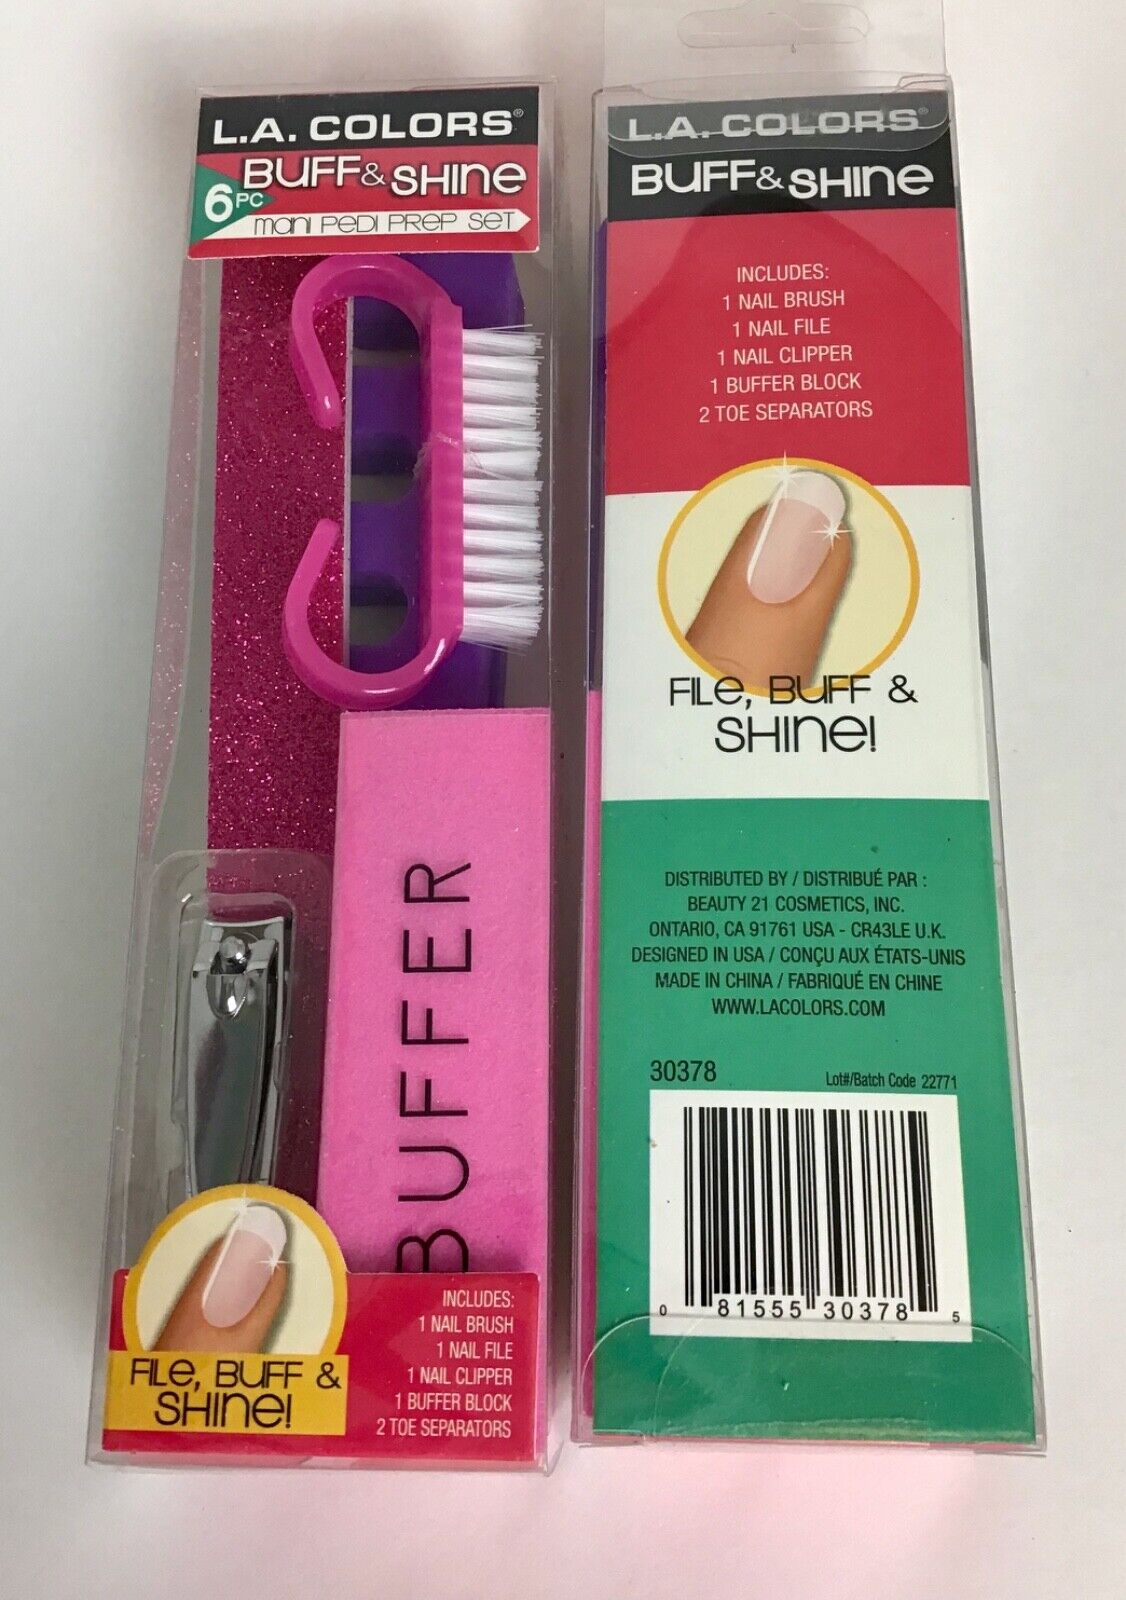 L.A. COLORS®
BUFF & SHINE
6 PC
MANI PEDI PREP SET
BUFFER
INCLUDES:
1 NAIL BRUSH
1 NAIL FILE
1 NAIL CLIPPER
1 BUFFER BLOCK
2 TOE SEPARATORS
FILE, BUFF &
SHINE!
L.A. COLORS®
BUFF & SHINE
INCLUDES:
1 NAIL BRUSH
1 NAIL FILE
1 NAIL CLIPPER
1 BUFFER BLOCK
2 TOE SEPARATORS
FILE, BUFF &
SHINE!
DISTRIBUTED BY / DISTRIBUÉ PAR :
BEAUTY 21 COSMETICS, INC.
ONTARIO, CA 91761 USA - CR43LE U.K.
DESIGNED IN USA / CONÇU AUX ÉTATS-UNIS
MADE IN CHINA / FABRIQUÉ EN CHINE
WWW.LACOLORS.COM
30378 Lot#/Batch Code 22771
0 81555 30378 5